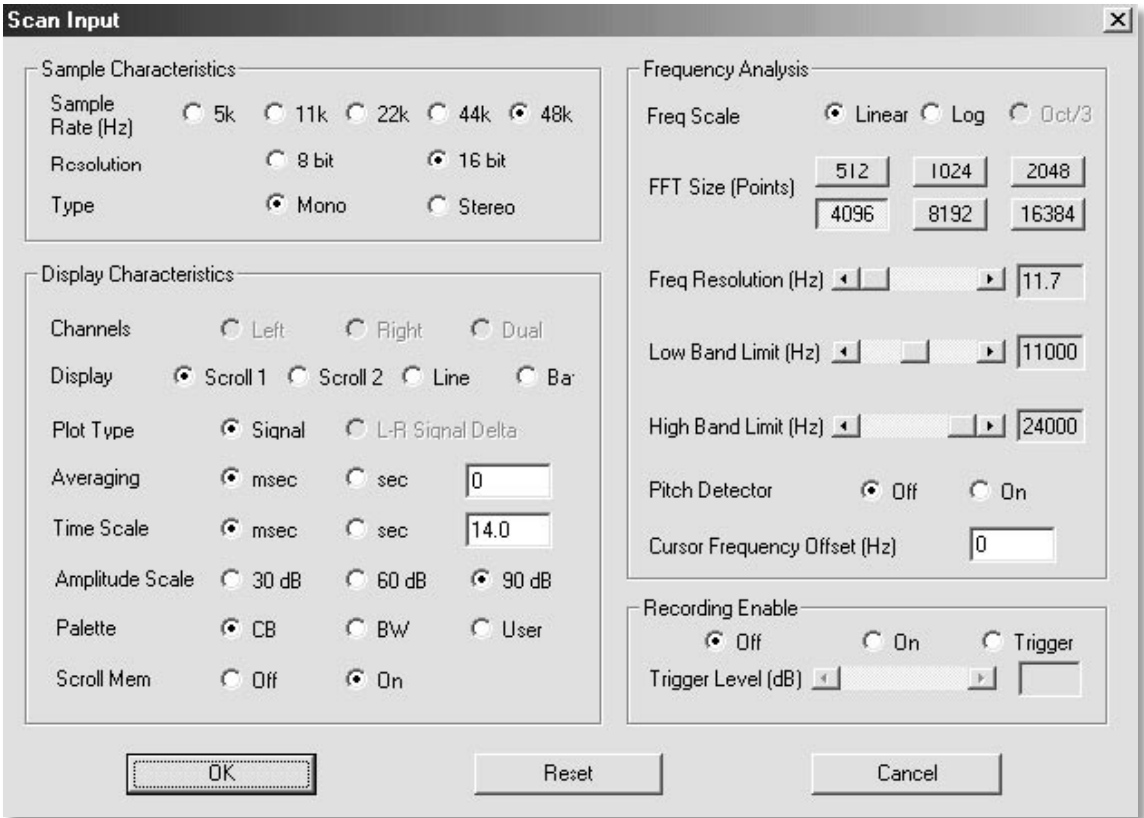 Scan Input
Sample Characteristics
Sample Rate (Hz) 5k 11k 22k 44k 48k
Resolution 8 bit 16 bit
Type Mono Stereo
Display Characteristics
Channels Left Right Dual
Display Scroll 1 Scroll 2 Line Bar
Plot Type Signal L-R Signal Delta
Averaging msec sec 0
Time Scale msec sec 14.0
Amplitude Scale 30 dB 60 dB 90 dB
Palette CB BW User
Scroll Mem Off On
Frequency Analysis
Freq Scale Linear Log Oct/3
FFT Size (Points) 512 1024 2048
4096 8192 16384
Freq Resolution (Hz) 11.7
Low Band Limit (Hz) 11000
High Band Limit (Hz) 24000
Pitch Detector Off On
Cursor Frequency Offset (Hz) 0
Recording Enable
Off On Trigger
Trigger Level (dB)
OK Reset Cancel